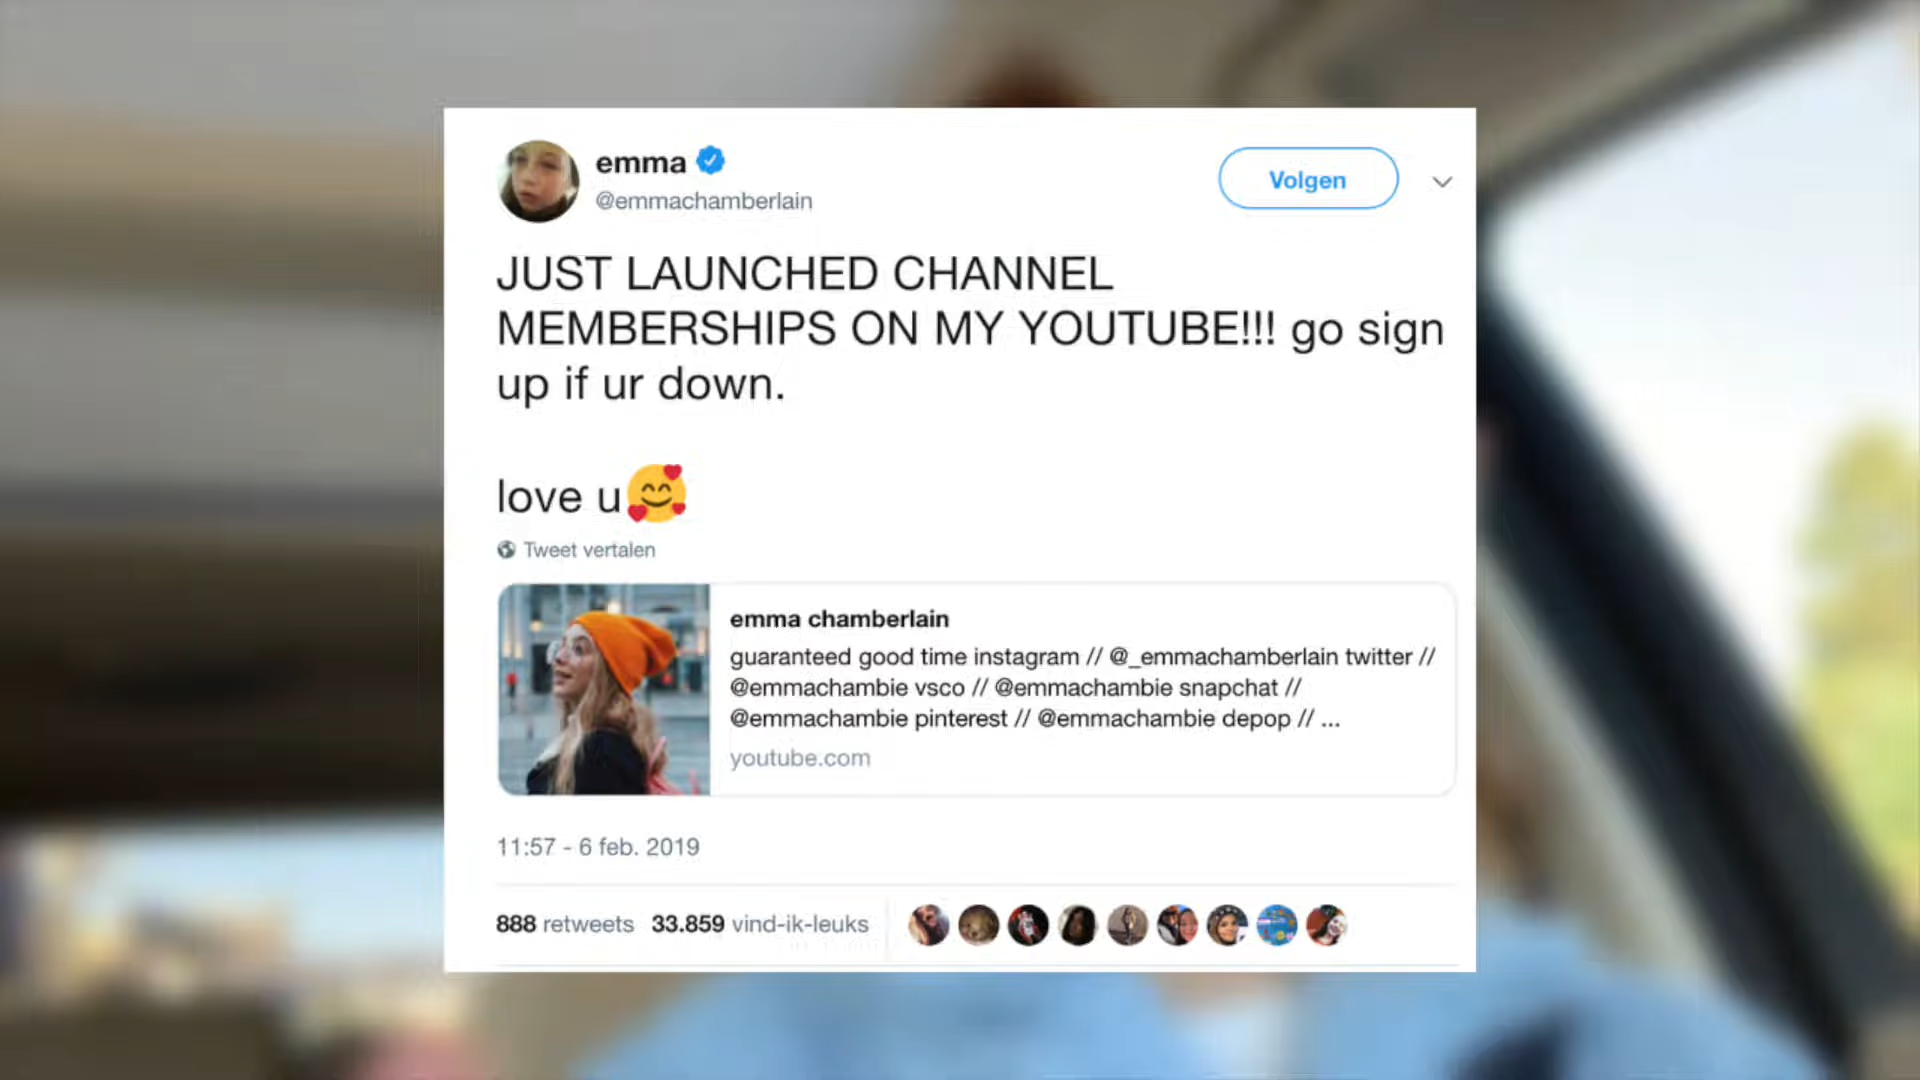 emma
@emmachamberlain
Volgen
JUST LAUNCHED CHANNEL
MEMBERSHIPS ON MY YOUTUBE!!! go sign
up if ur down.
love u🥰
Tweet vertalen
emma chamberlain
guaranteed good time instagram // @_emmachamberlain twitter //
@emmachambie vsco // @emmachambie snapchat //
@emmachambie pinterest // @emmachambie depop // ...
youtube.com
11:57 - 6 feb. 2019
888 retweets 33.859 vind-ik-leuks